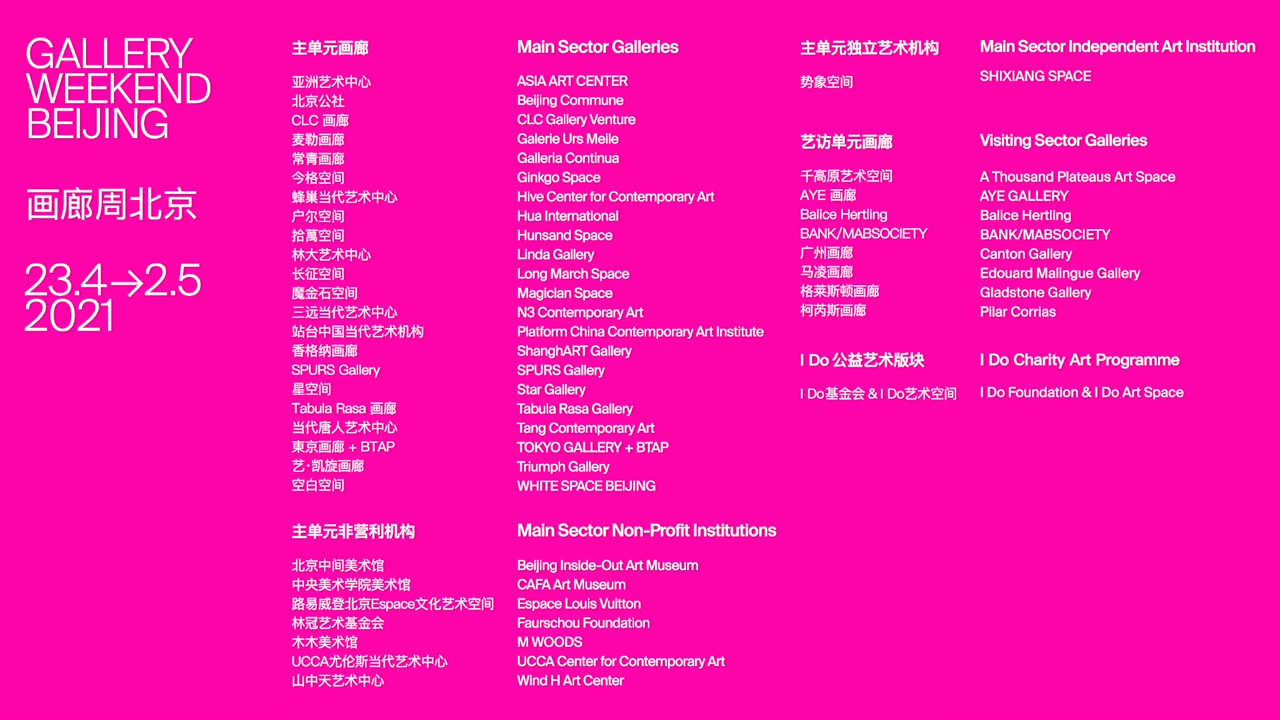 GALLERY
WEEKEND
BEIJING
画廊周北京
23.4→2.5
2021
主单元画廊
亚洲艺术中心
北京公社
CLC 画廊
麦勒画廊
常青画廊
今格空间
蜂巢当代艺术中心
户尔空间
拾萬空间
林大艺术中心
长征空间
魔金石空间
三远当代艺术中心
站台中国当代艺术机构
香格纳画廊
SPURS Gallery
星空间
Tabula Rasa 画廊
当代唐人艺术中心
東京画廊 + BTAP
艺·凯旋画廊
空白空间
Main Sector Galleries
ASIA ART CENTER
Beijing Commune
CLC Gallery Venture
Galerie Urs Meile
Galleria Continua
Ginkgo Space
Hive Center for Contemporary Art
Hua International
Hunsand Space
Linda Gallery
Long March Space
Magician Space
N3 Contemporary Art
Platform China Contemporary Art Institute
ShanghART Gallery
SPURS Gallery
Star Gallery
Tabula Rasa Gallery
Tang Contemporary Art
TOKYO GALLERY + BTAP
Triumph Gallery
WHITE SPACE BEIJING
主单元非营利机构
北京中间美术馆
中央美术学院美术馆
路易威登北京Espace文化艺术空间
林冠艺术基金会
木木美术馆
UCCA尤伦斯当代艺术中心
山中天艺术中心
Main Sector Non-Profit Institutions
Beijing Inside-Out Art Museum
CAFA Art Museum
Espace Louis Vuitton
Faurschou Foundation
M WOODS
UCCA Center for Contemporary Art
Wind H Art Center
主单元独立艺术机构
势象空间
Main Sector Independent Art Institution
SHIXIANG SPACE
艺访单元画廊
千高原艺术空间
AYE 画廊
Balice Hertling
BANK/MABSOCIETY
广州画廊
马凌画廊
格莱斯顿画廊
柯芮斯画廊
Visiting Sector Galleries
A Thousand Plateaus Art Space
AYE GALLERY
Balice Hertling
BANK/MABSOCIETY
Canton Gallery
Edouard Malingue Gallery
Gladstone Gallery
Pilar Corrias
I Do 公益艺术版块
I Do基金会 & I Do艺术空间
I Do Charity Art Programme
I Do Foundation & I Do Art Space